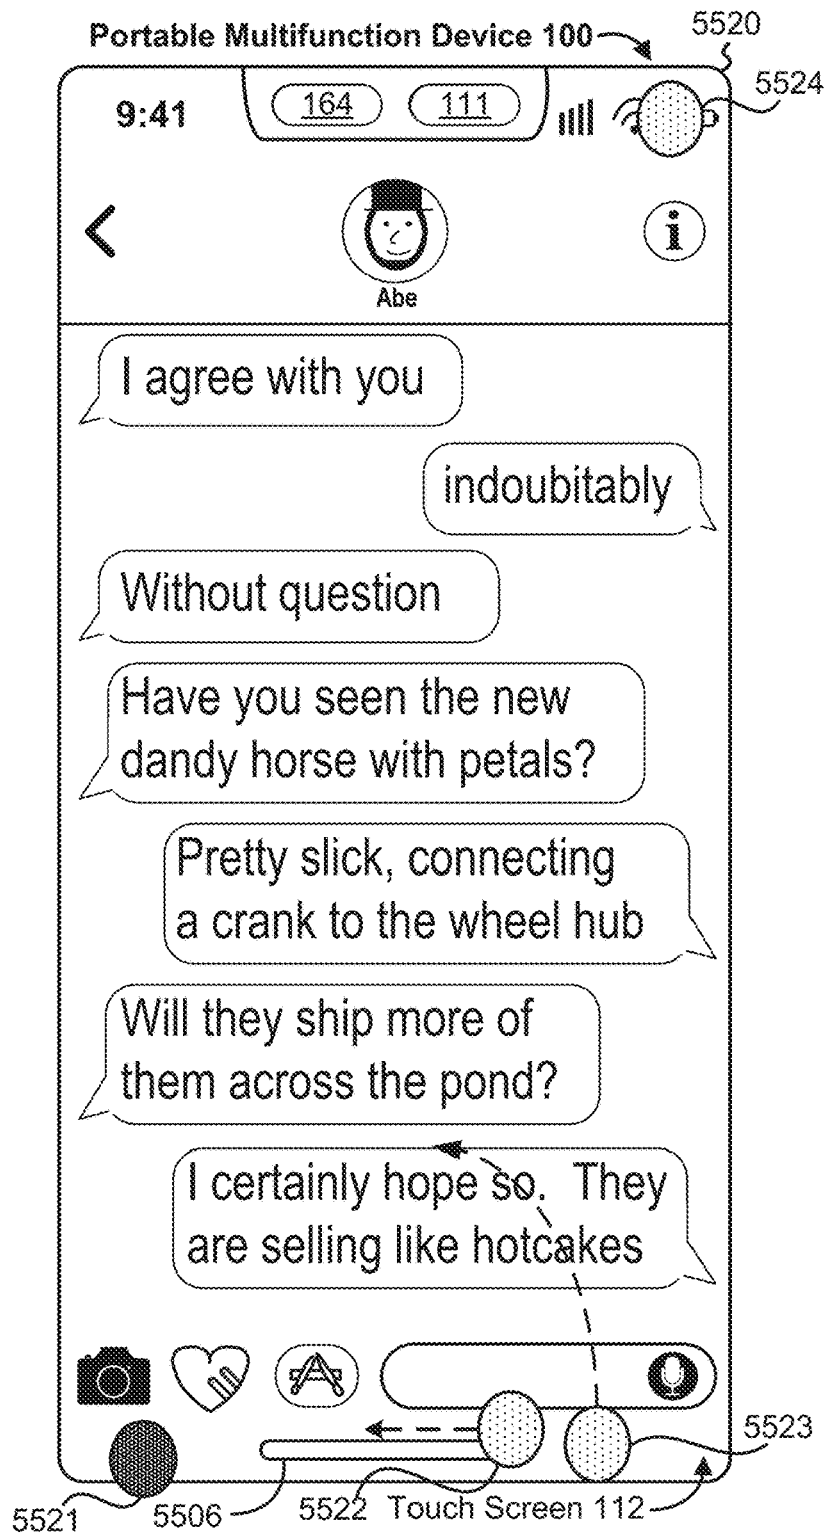 Portable Multifunction Device 100
5520
5524
9:41
164
111
i
Abe
I agree with you
indoubitably
Without question
Have you seen the new
dandy horse with petals?
Pretty slick, connecting
a crank to the wheel hub
Will they ship more of
them across the pond?
I certainly hope so. They
are selling like hotcakes
5523
5521
5506
5522
Touch Screen 112